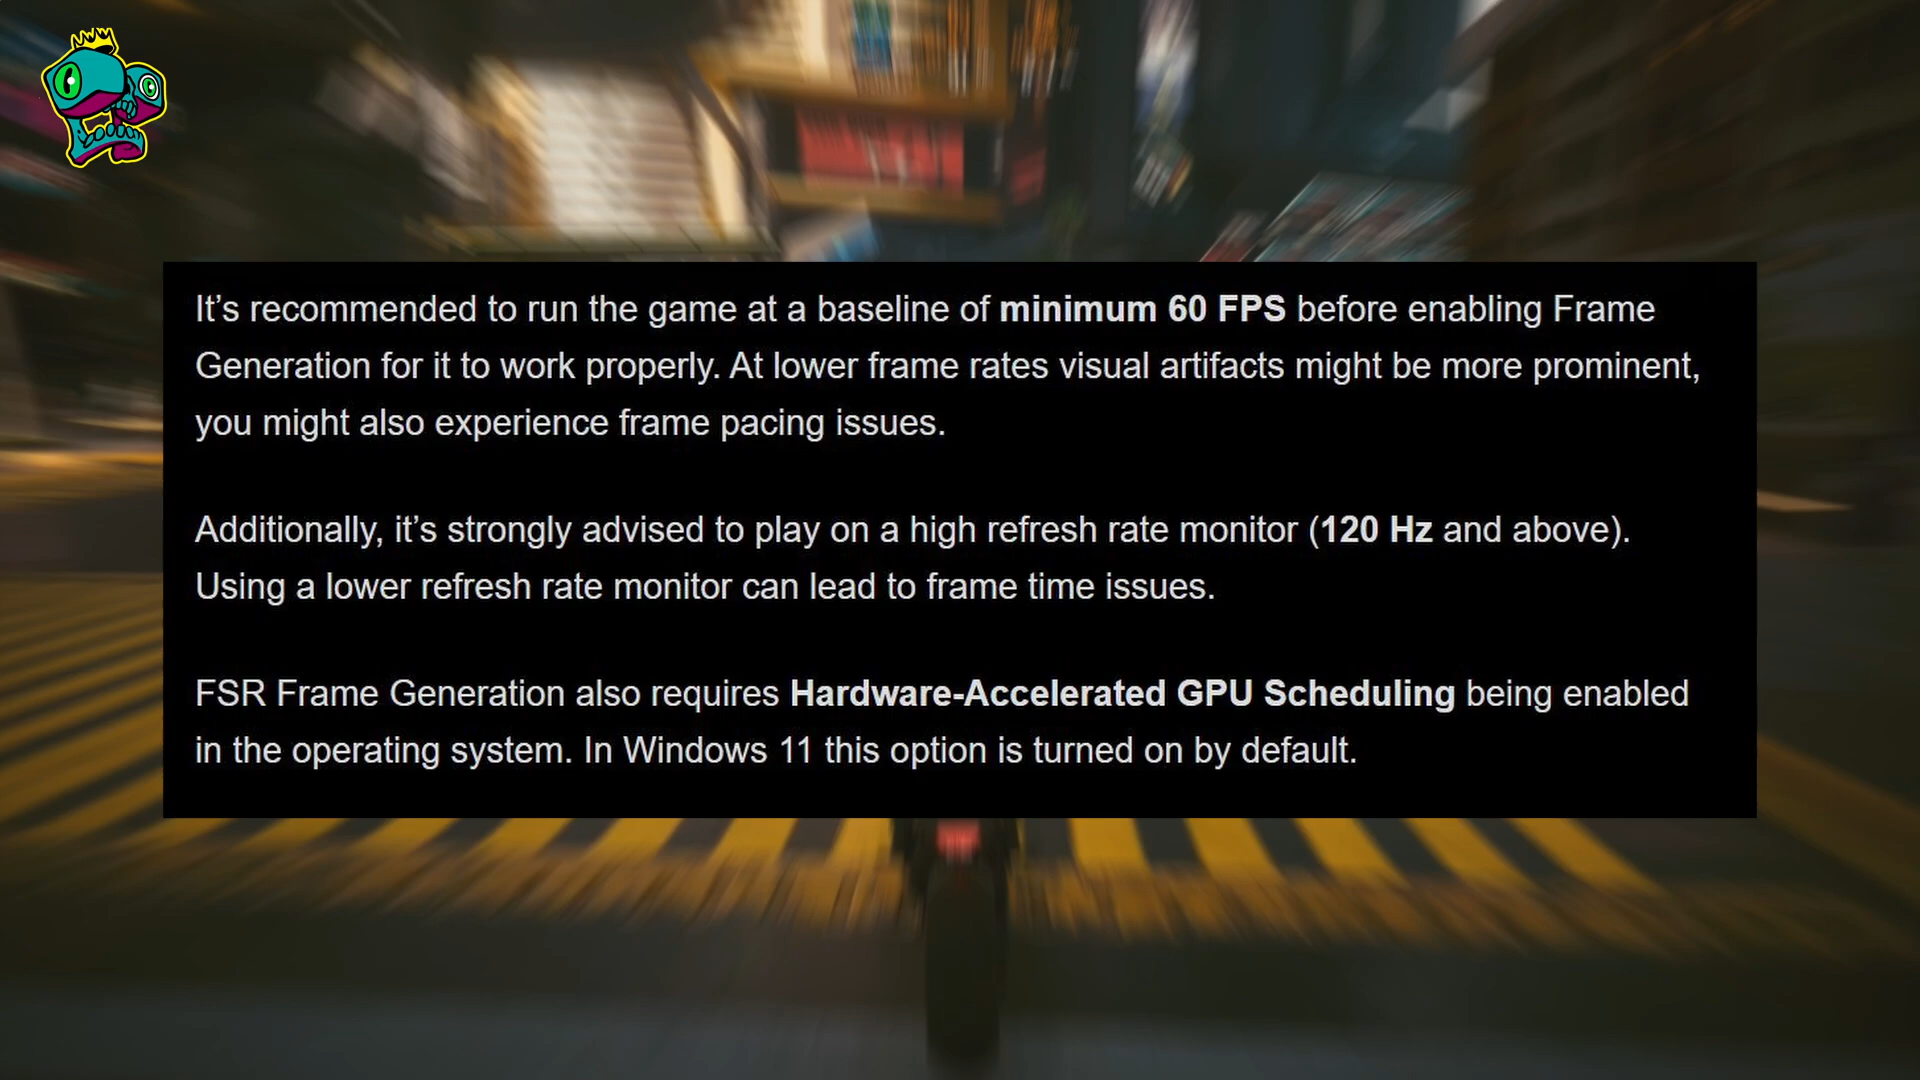 It’s recommended to run the game at a baseline of minimum 60 FPS before enabling Frame
Generation for it to work properly. At lower frame rates visual artifacts might be more prominent,
you might also experience frame pacing issues.
Additionally, it’s strongly advised to play on a high refresh rate monitor (120 Hz and above).
Using a lower refresh rate monitor can lead to frame time issues.
FSR Frame Generation also requires Hardware-Accelerated GPU Scheduling being enabled
in the operating system. In Windows 11 this option is turned on by default.